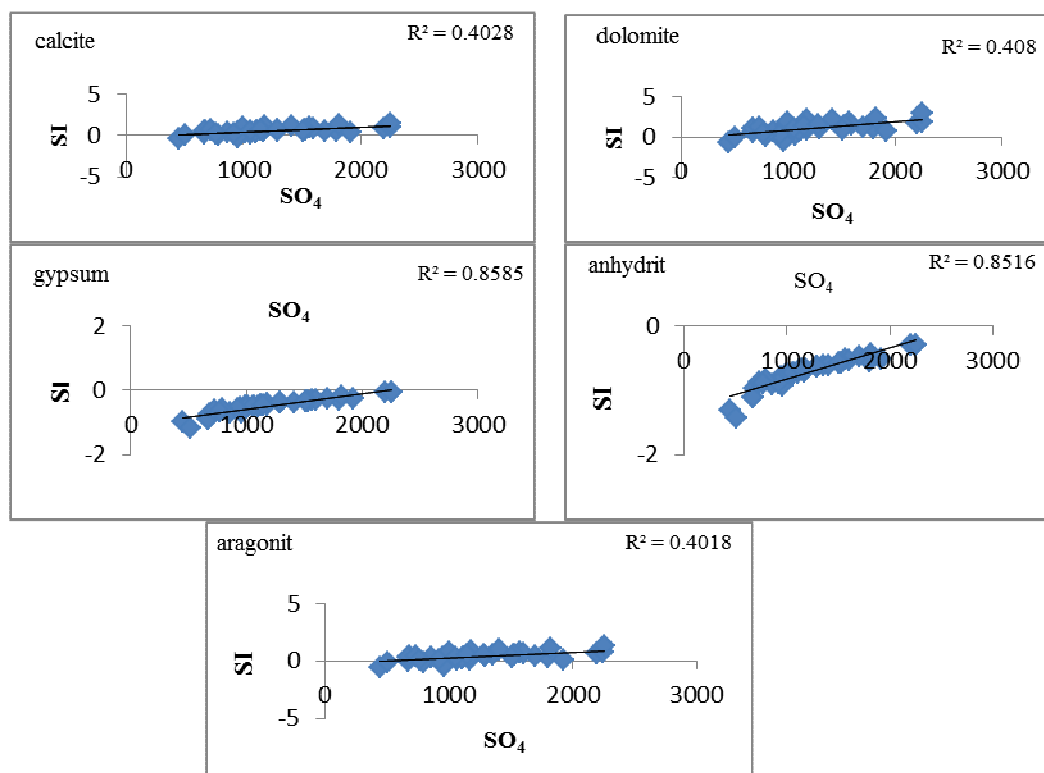 calcite
R² = 0.4028
5
0
-5
SI
0
1000
2000
3000
SO₄
dolomite
R² = 0.408
5
0
-5
SI
0
1000
2000
3000
SO₄
gypsum
R² = 0.8585
SO₄
2
0
-2
SI
0
1000
2000
3000
anhydrit
R² = 0.8516
SO₄
0
-2
SI
0
1000
2000
3000
aragonit
R² = 0.4018
5
0
-5
SI
0
1000
2000
3000
SO₄